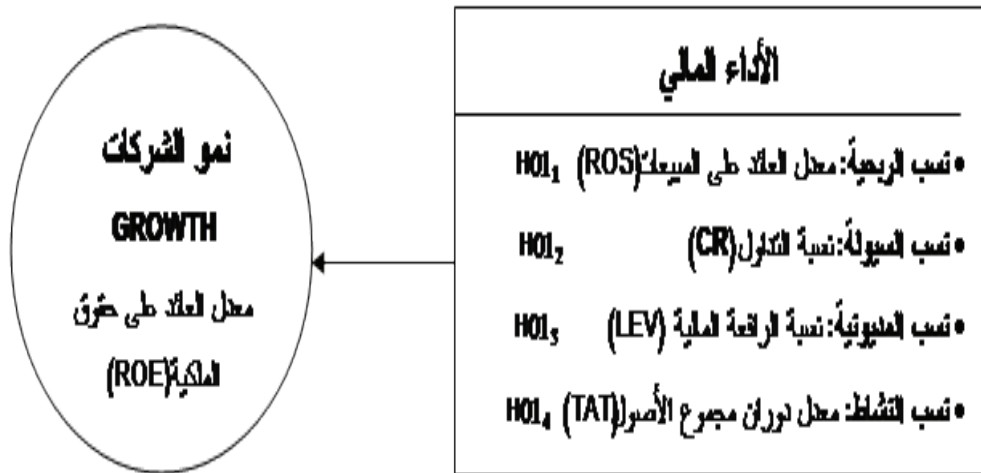 الأداء المالي
• نسب الربحية: معدل العائد على المبيعات (ROS) H01₁
• نسب السيولة: نسبة التداول (CR) H01₂
• نسب المديونية: نسبة الرافعة المالية (LEV) H01₃
• نسب النشاط: معدل دوران مجموع الأصول (TAT) H01₄
نمو الشركات
GROWTH
معدل العائد على حقوق
الملكية (ROE)